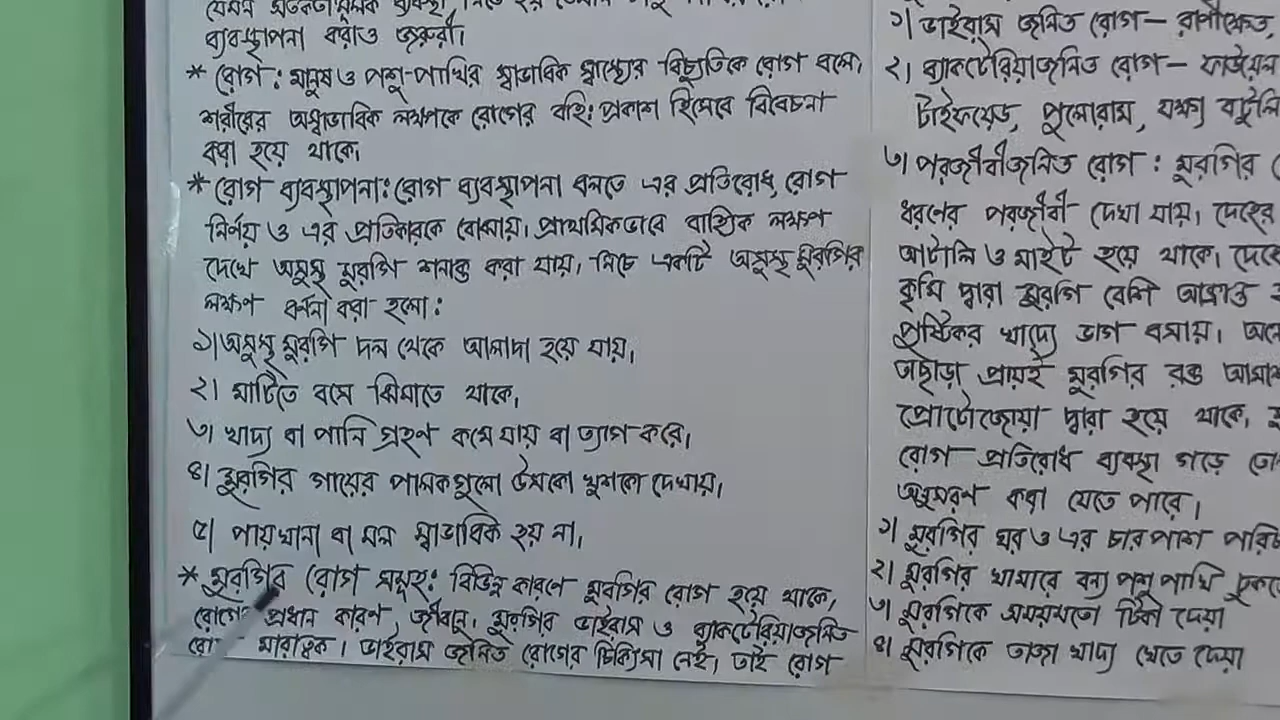 ব্যবস্থাপনা করাও জরুরী।
* রোগ : মানুষ ও পশু-পাখির স্বাভাবিক স্বাস্থ্যের বিচ্যুতিকে রোগ বলে।
শরীরের অস্বাভাবিক লক্ষণকে রোগের বহিঃপ্রকাশ হিসেবে বিবেচনা
করা হয়ে থাকে।
* রোগ ব্যবস্থাপনা: রোগ ব্যবস্থাপনা বলতে এর প্রতিরোধ, রোগ
নির্ণয় ও এর প্রতিকারকে বোঝায়। প্রাথমিকভাবে বাহ্যিক লক্ষণ
দেখে অসুস্থ মুরগি শনাক্ত করা যায়। নিচে একটি অসুস্থ মুরগির
লক্ষণ বর্ণনা করা হলো :
১। অসুস্থ মুরগি দল থেকে আলাদা হয়ে যায়।
২। মাটিতে বসে ঝিমাতে থাকে।
৩। খাদ্য বা পানি গ্রহণ কমে যায় বা ত্যাগ করে।
৪। মুরগির গায়ের পালকগুলো উসকো খুশকো দেখায়।
৫। পায়খানা বা মল স্বাভাবিক হয় না।
* মুরগির রোগ সমূহ: বিভিন্ন কারণে মুরগির রোগ হয়ে থাকে,
প্রধান কারণ জীবানু। মুরগির ভাইরাস ও ব্যাকটেরিয়াজনিত
মারাত্বক। ভাইরাস জনিত রোগের চিকিৎসা নেই। তাই রোগ
১। ভাইরাস জনিত রোগ– রাণীক্ষেত,
২। ব্যাকটেরিয়াজনিত রোগ–
টাইফয়েড, পুলোরাম, যক্ষা
৩। পরজীবীজনিত রোগ : মুরগির
ধরণের পরজীবী দেখা যায়। দেহের
আটালি ও মাইট হয়ে থাকে।
কৃমি দ্বারা মুরগি বেশি আক্রান্ত
পুষ্টিকর খাদ্যে ভাগ বসায়।
তাছাড়া প্রায়ই মুরগির রক্ত
প্রোটোজোয়া দ্বারা হয়ে থাকে।
রোগ প্রতিরোধ ব্যবস্থা গড়ে
অনুসরণ করা যেতে পারে।
১। মুরগির ঘর ও এর চার পাশ
২। মুরগির খামারে বন্য পশু পাখি
৩। মুরগিকে সময়মতো টিকা দেয়া
৪। মুরগিকে তাজা খাদ্য খেতে দেয়া